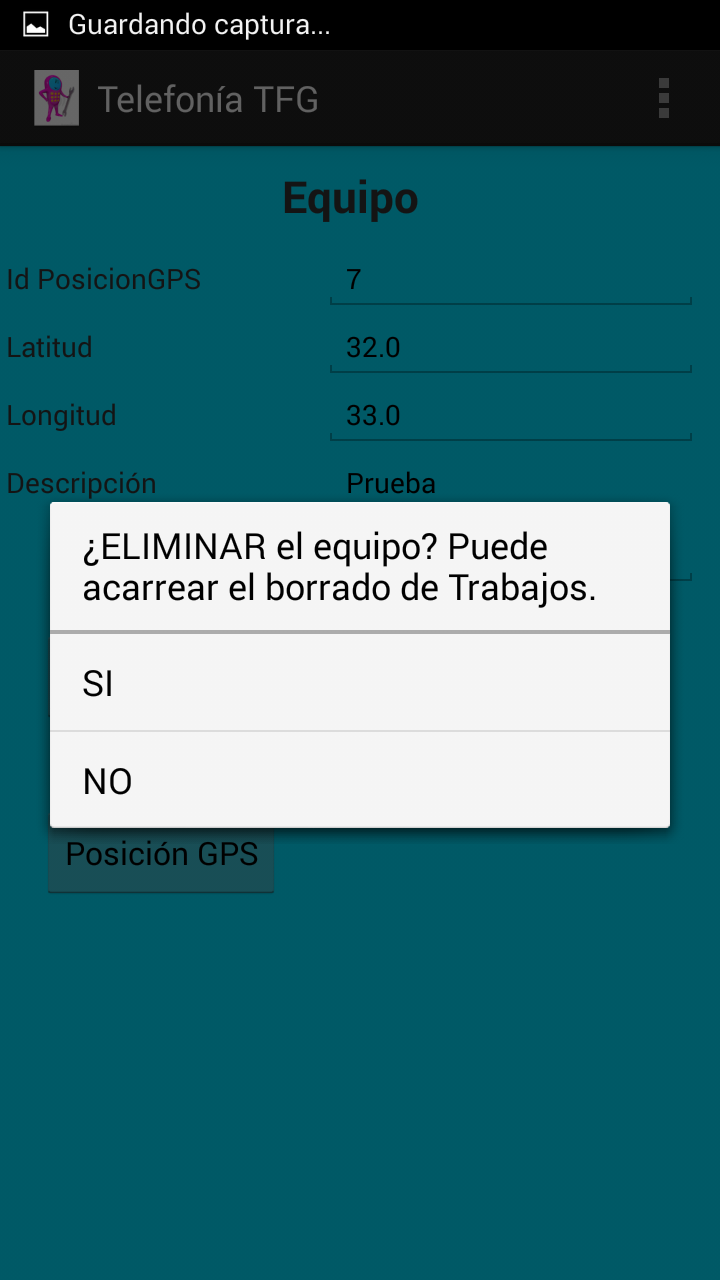 Guardando captura...
Telefonía TFG
Equipo
Id PosicionGPS 7
Latitud 32.0
Longitud 33.0
Descripción Prueba
¿ELIMINAR el equipo? Puede
acarrear el borrado de Trabajos.
SI
NO
Posición GPS